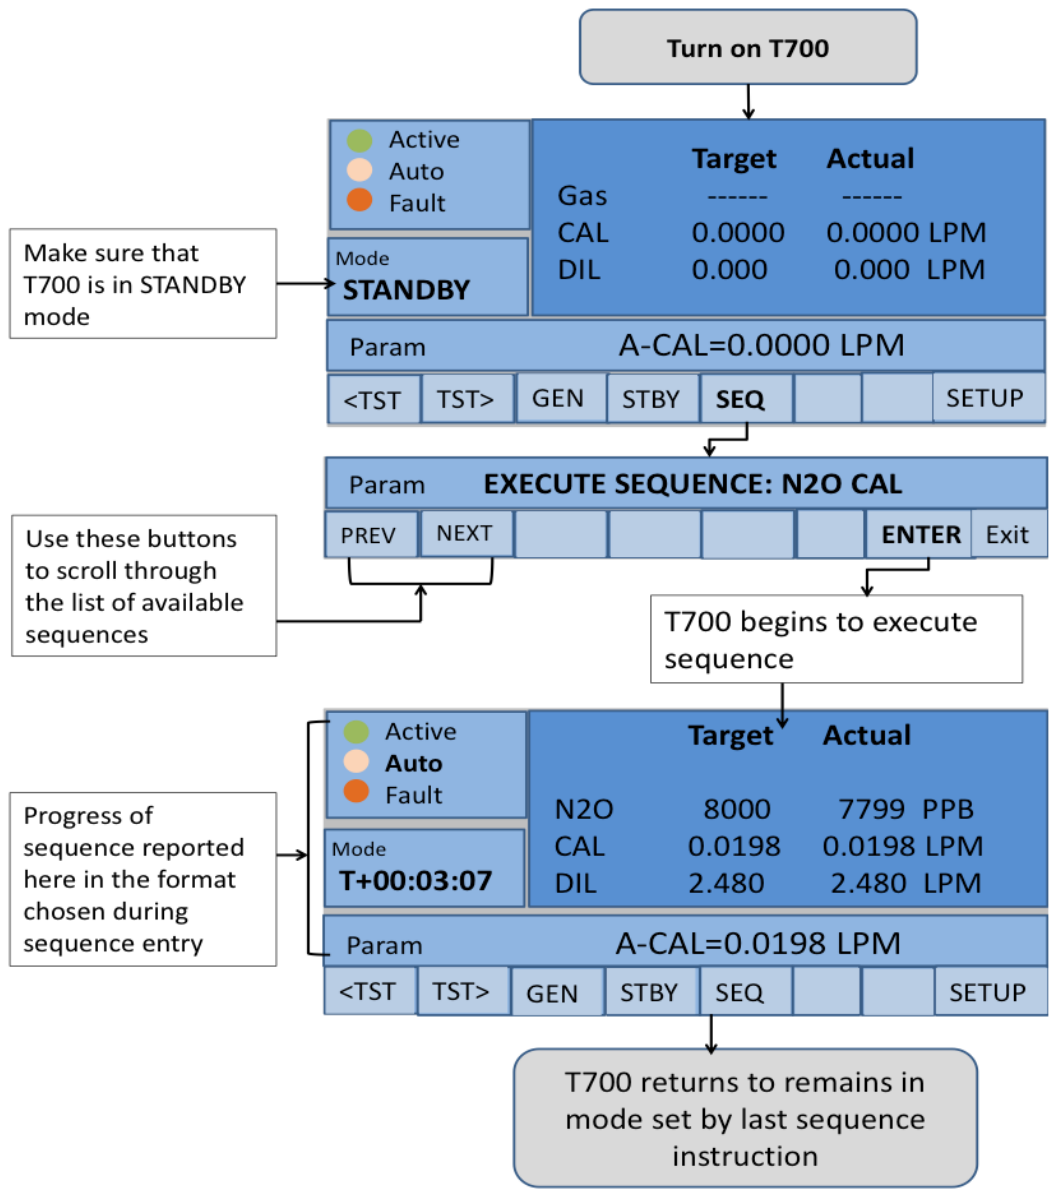 Turn on T700
Active
Auto
Fault
Target Actual
Gas ------ ------
CAL 0.0000 0.0000 LPM
DIL 0.000 0.000 LPM
Make sure that
T700 is in STANDBY
mode
Mode
STANDBY
Param A-CAL=0.0000 LPM
<TST TST> GEN STBY SEQ SETUP
Param EXECUTE SEQUENCE: N2O CAL
PREV NEXT ENTER Exit
Use these buttons
to scroll through
the list of available
sequences
T700 begins to execute
sequence
Active
Auto
Fault
Target Actual
N2O 8000 7799 PPB
CAL 0.0198 0.0198 LPM
DIL 2.480 2.480 LPM
Progress of
sequence reported
here in the format
chosen during
sequence entry
Mode
T+00:03:07
Param A-CAL=0.0198 LPM
<TST TST> GEN STBY SEQ SETUP
T700 returns to remains in
mode set by last sequence
instruction